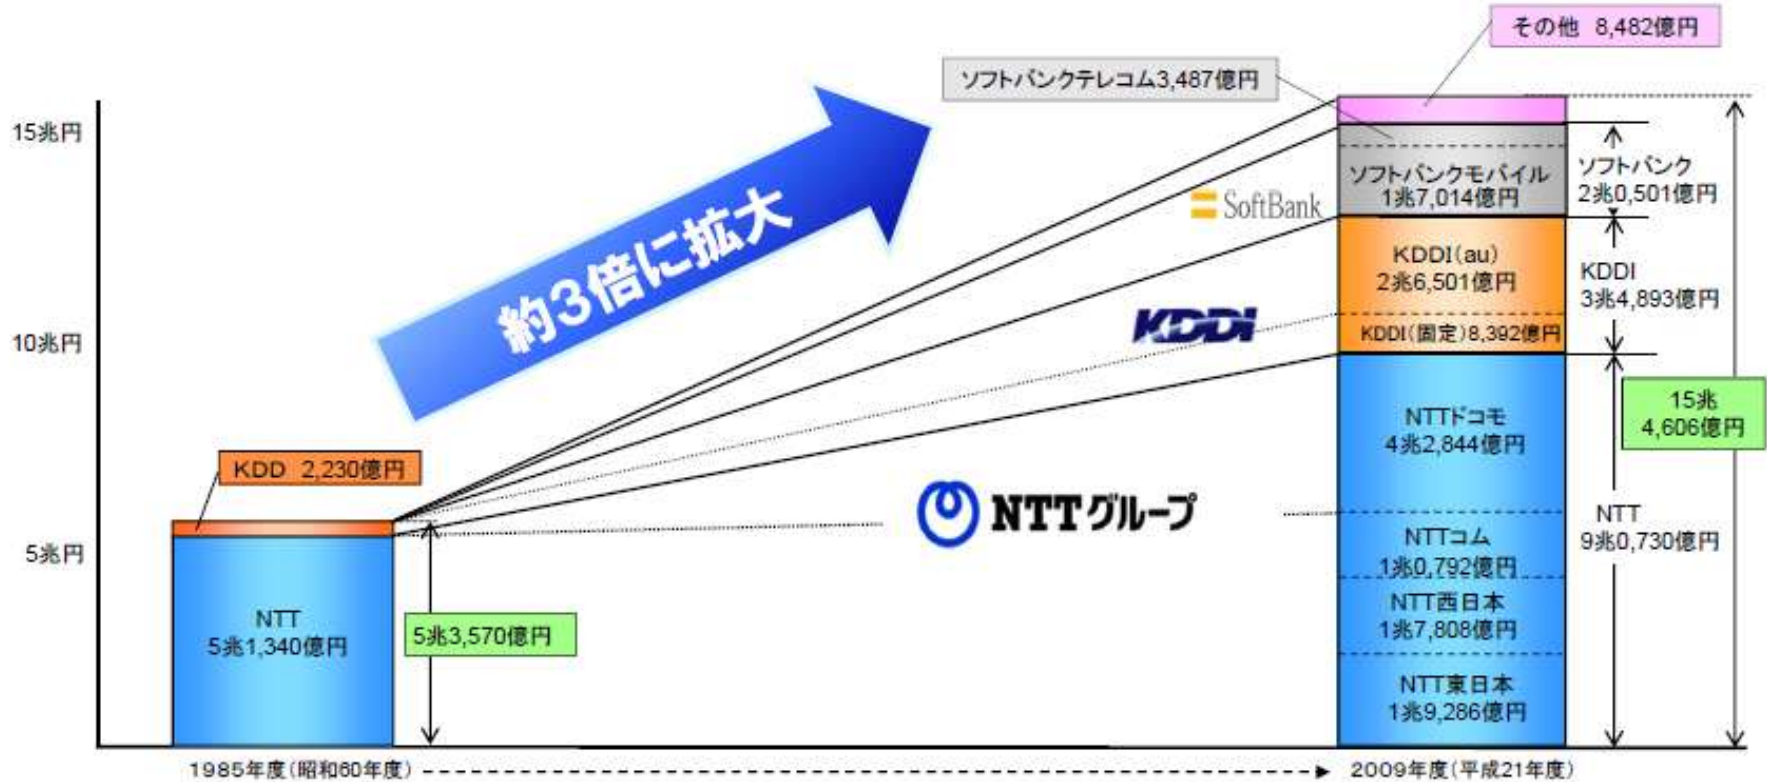 その他 8,482億円
ソフトバンクテレコム3,487億円
15兆円
10兆円
5兆円
約3倍に拡大
SoftBank
KDDI
NTTグループ
KDD 2,230億円
NTT
5兆1,340億円
5兆3,570億円
ソフトバンクモバイル
1兆7,014億円
KDDI(au)
2兆6,501億円
KDDI(固定)8,392億円
NTTドコモ
4兆2,844億円
NTTコム
1兆0,792億円
NTT西日本
1兆7,808億円
NTT東日本
1兆9,286億円
ソフトバンク
2兆0,501億円
KDDI
3兆4,893億円
NTT
9兆0,730億円
15兆
4,606億円
1985年度(昭和60年度)
2009年度(平成21年度)